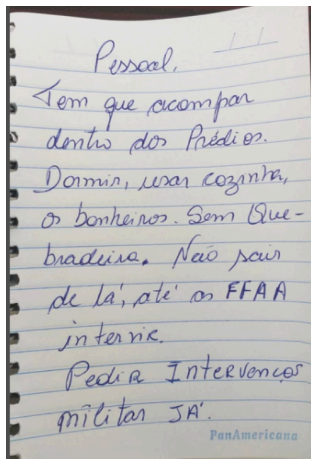 Pessoal,
Tem que acampar
dentro dos Prédios.
Dormir, usar cozinha,
os banheiros. Sem Que-
bradeira. Não sair
de lá, até as FFAA
intervir.
Pedir Intervenção
militar JÁ.
PanAmericana